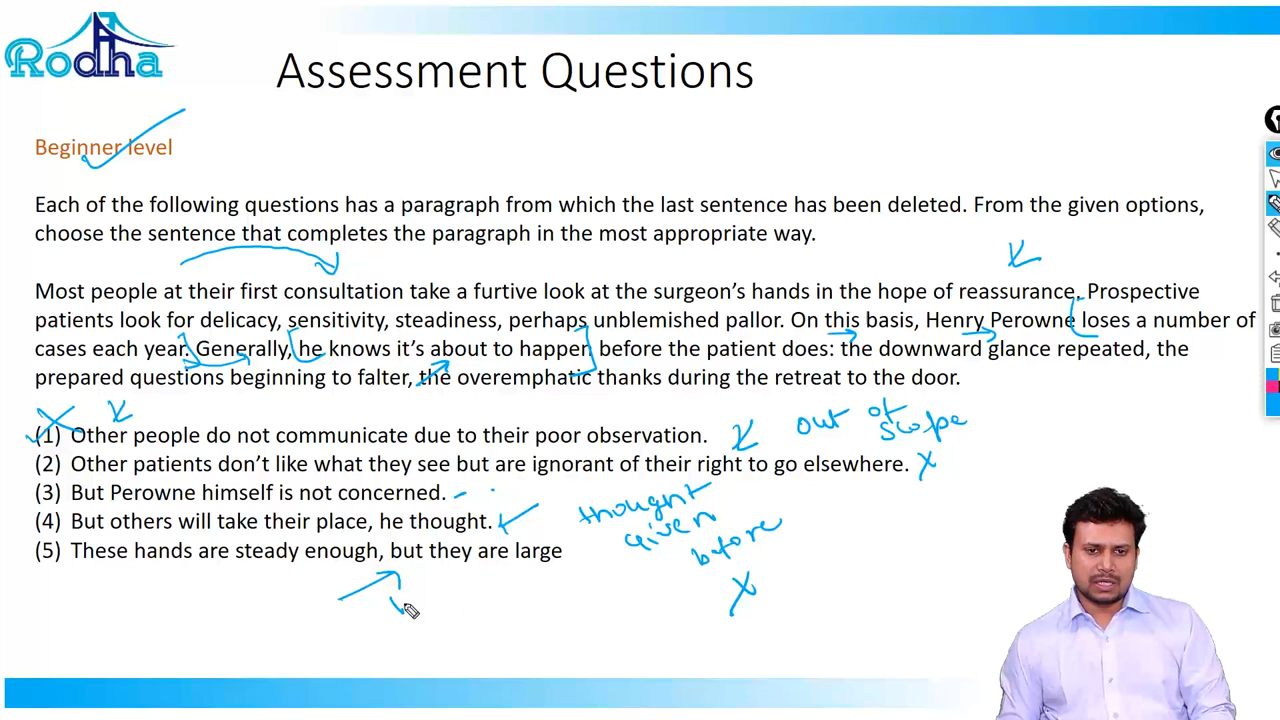 Rodha
Assessment Questions
Beginner level
Each of the following questions has a paragraph from which the last sentence has been deleted. From the given options,
choose the sentence that completes the paragraph in the most appropriate way.
Most people at their first consultation take a furtive look at the surgeon's hands in the hope of reassurance. Prospective
patients look for delicacy, sensitivity, steadiness, perhaps unblemished pallor. On this basis, Henry Perowne loses a number of
cases each year. Generally, he knows it's about to happen before the patient does: the downward glance repeated, the
prepared questions beginning to falter, the overemphatic thanks during the retreat to the door.
(1) Other people do not communicate due to their poor observation.
out of
scope
(2) Other patients don't like what they see but are ignorant of their right to go elsewhere.
(3) But Perowne himself is not concerned.
(4) But others will take their place, he thought.
thought
given
before
(5) These hands are steady enough, but they are large